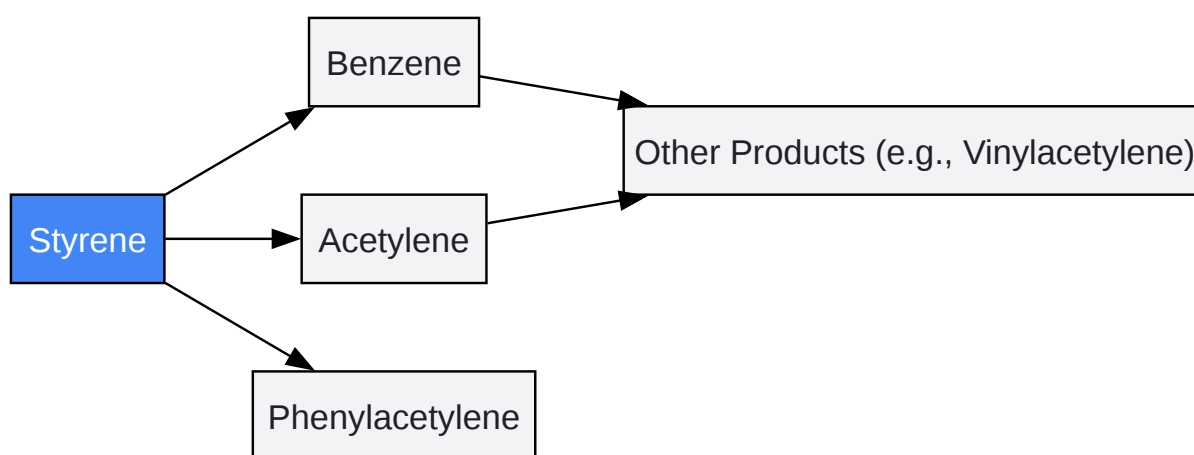 Benzene
Other Products (e.g., Vinylacetylene)
Styrene
Acetylene
Phenylacetylene